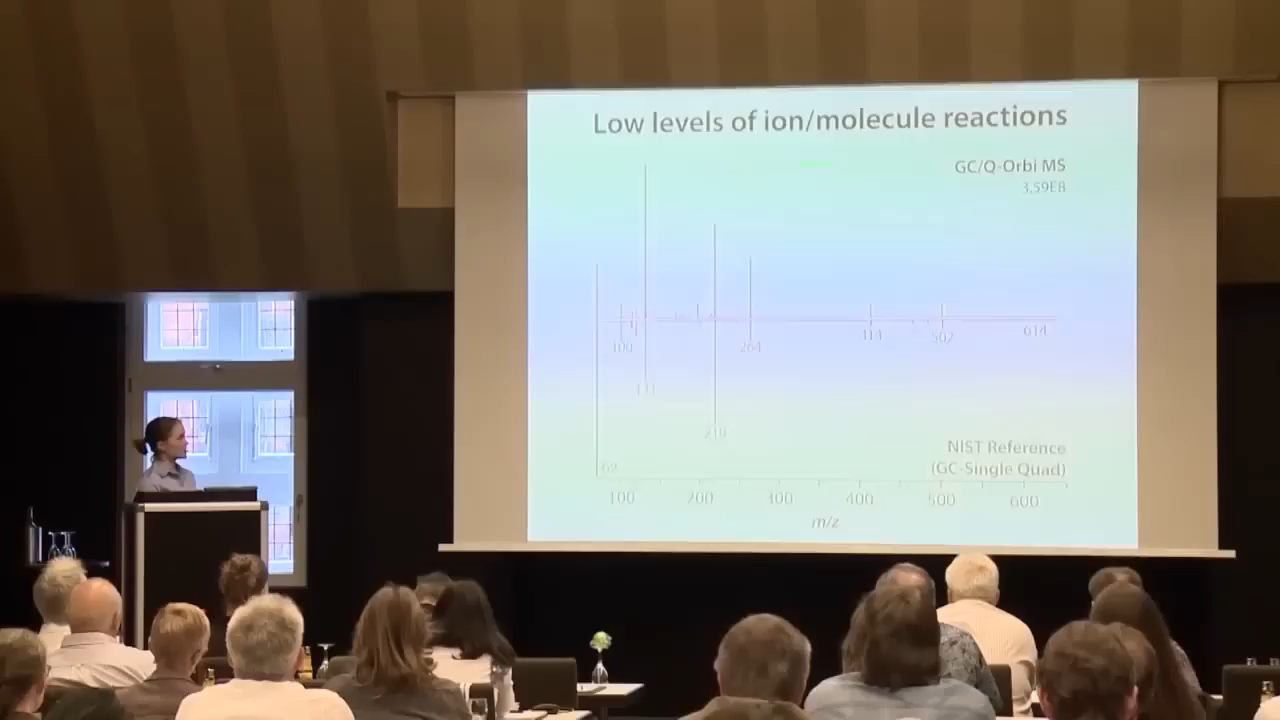 Low levels of ion/molecule reactions
GC/Q-Orbi MS
3.59E8
100
131
264
414
502
614
219
69
NIST Reference
(GC-Single Quad)
100 200 300 400 500 600
m/z